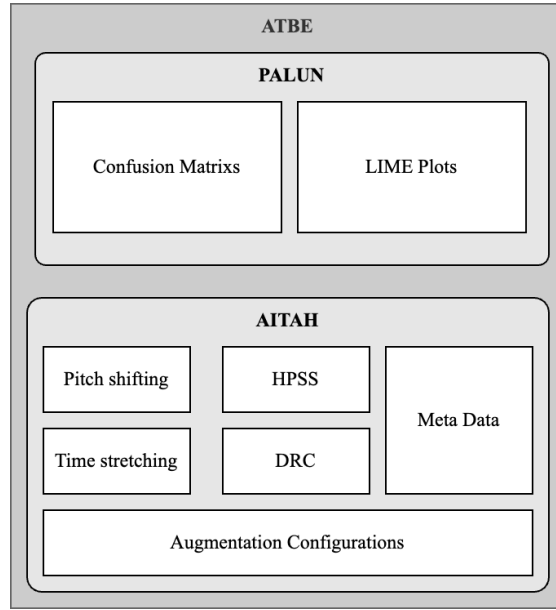 ATBE
PALUN
Confusion Matrixs
LIME Plots
AITAH
Pitch shifting
HPSS
Meta Data
Time stretching
DRC
Augmentation Configurations